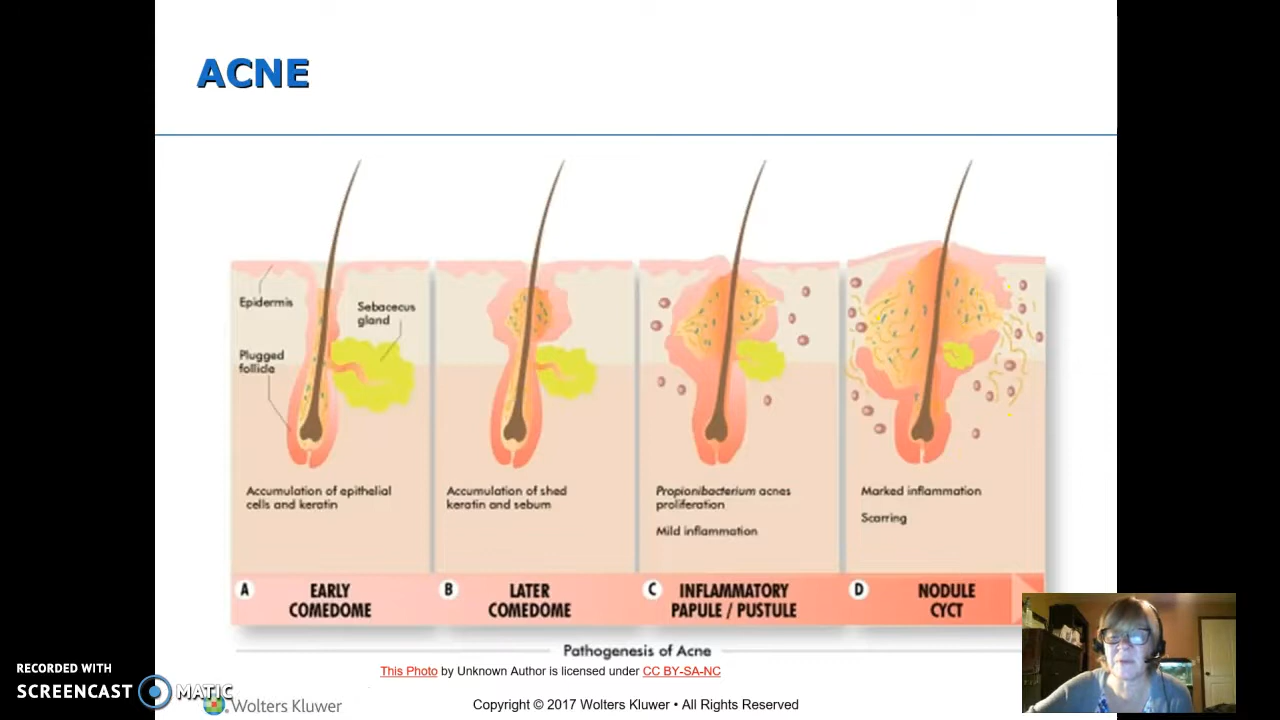 ACNE
Epidermis
Sebacecus
gland
Plugged
follicle
Accumulation of epithelial
cells and keratin
Accumulation of shed
keratin and sebum
Propionibacterium acnes
proliferation
Mild inflammation
Marked inflammation
Scarring
A EARLY
COMEDOME
B LATER
COMEDOME
C INFLAMMATORY
PAPULE / PUSTULE
D NODULE
CYCT
Pathogenesis of Acne
This Photo by Unknown Author is licensed under CC BY-SA-NC
RECORDED WITH
SCREENCAST MATIC
Wolters Kluwer
Copyright © 2017 Wolters Kluwer • All Rights Reserved